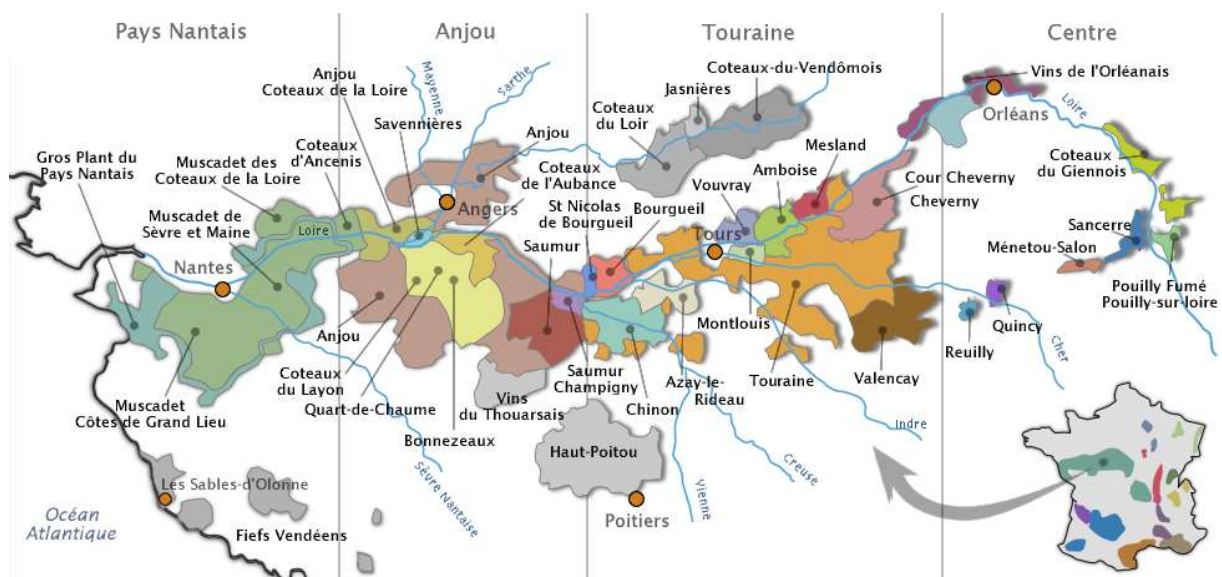 Pays Nantais
Anjou
Touraine
Centre
Anjou
Coteaux de la Loire
Mayenne
Sarthe
Savennières
Anjou
Coteaux
d'Ancenis
Muscadet des
Coteaux de la Loire
Gros Plant du
Pays Nantais
Muscadet de
Sèvre et Maine
Loire
Nantes
Angers
Coteaux
de l'Aubance
St Nicolas
de Bourgueil
Bourgueil
Saumur
Coteaux
du Loir
Jasnières
Coteaux-du-Vendômois
Vouvray
Amboise
Mesland
Tours
Cour Cheverny
Cheverny
Vins de l'Orléanais
Orléans
Loire
Coteaux
du Giennois
Sancerre
Ménetou-Salon
Pouilly Fumé
Pouilly-sur-loire
Quincy
Reuilly
Cher
Anjou
Coteaux
du Layon
Quart-de-Chaume
Bonnezeaux
Vins
du Thouarsais
Saumur
Champigny
Chinon
Azay-le-
Rideau
Montlouis
Touraine
Valencay
Indre
Creuse
Vienne
Haut-Poitou
Poitiers
Muscadet
Côtes de Grand Lieu
Sèvre Nantaise
Les Sables-d'Olonne
Fiefs Vendéens
Océan
Atlantique